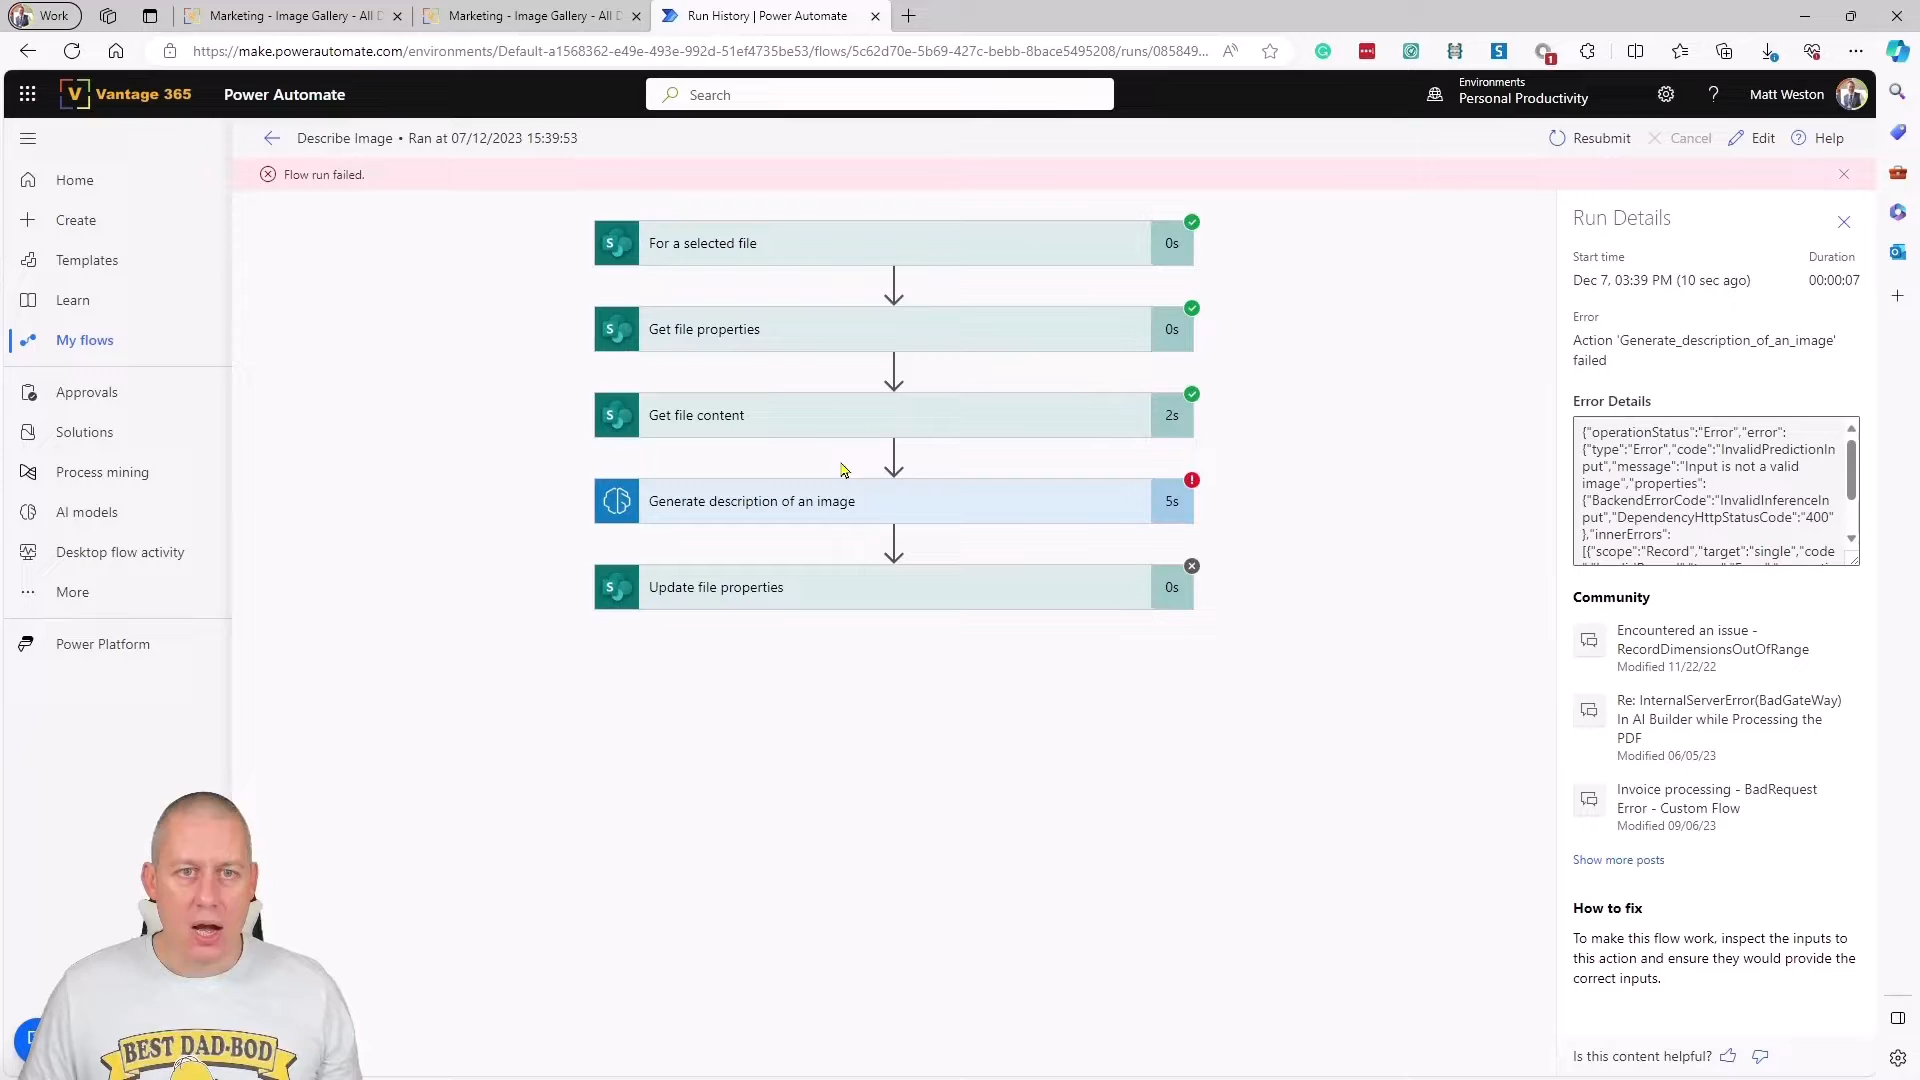 Work
Marketing - Image Gallery - All D
Marketing - Image Gallery - All D
Run History | Power Automate
https://make.powerautomate.com/environments/Default-a1568362-e49e-493e-992d-51ef4735be53/flows/5c62d70e-5b69-427c-bebb-8bace5495208/runs/085849...
V Vantage 365
Power Automate
Search
Environments
Personal Productivity
Matt Weston
Describe Image • Ran at 07/12/2023 15:39:53
Resubmit
Cancel
Edit
Help
Flow run failed.
Home
Create
Templates
Learn
My flows
Approvals
Solutions
Process mining
AI models
Desktop flow activity
More
Power Platform
For a selected file
0s
Get file properties
0s
Get file content
2s
Generate description of an image
5s
Update file properties
0s
Run Details
Start time
Duration
Dec 7, 03:39 PM (10 sec ago)
00:00:07
Error
Action 'Generate_description_of_an_image'
failed
Error Details
{"operationStatus":"Error","error":
{"type":"Error","code":"InvalidPredictionIn
put","message":"Input is not a valid
image","properties":
{"BackendErrorCode":"InvalidInferenceIn
put","DependencyHttpStatusCode":"400"
},"innerErrors":
[{"scope":"Record","target":"single","code
Community
Encountered an issue -
RecordDimensionsOutOfRange
Modified 11/22/22
Re: InternalServerError(BadGateWay)
In AI Builder while Processing the
PDF
Modified 06/05/23
Invoice processing - BadRequest
Error - Custom Flow
Modified 09/06/23
Show more posts
How to fix
To make this flow work, inspect the inputs to
this action and ensure they would provide the
correct inputs.
Is this content helpful?
BEST DAD-BOD